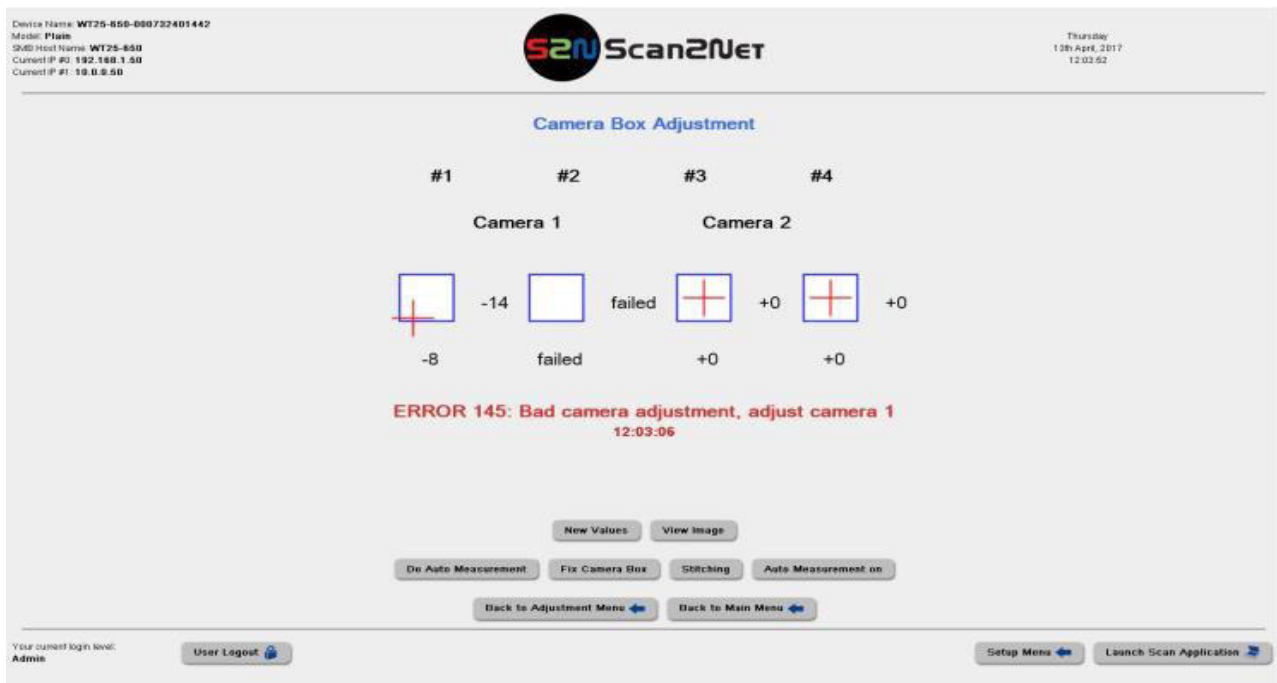 Device Name: WT25-650-000732401442
Model: Plain
SMB Host Name: WT25-650
Current IP #0: 192.168.1.50
Current IP #1: 10.0.0.50
S2N Scan2Net
Thursday
13th April, 2017
12:03:52
Camera Box Adjustment
#1 #2 #3 #4
Camera 1 Camera 2
-14 failed +0 +0
-8 failed +0 +0
ERROR 145: Bad camera adjustment, adjust camera 1
12:03:06
New Values View Image
Do Auto Measurement Fix Camera Box Stitching Auto Measurement on
Back to Adjustment Menu Back to Main Menu
Your current login level:
Admin
User Logout Setup Menu Launch Scan Application